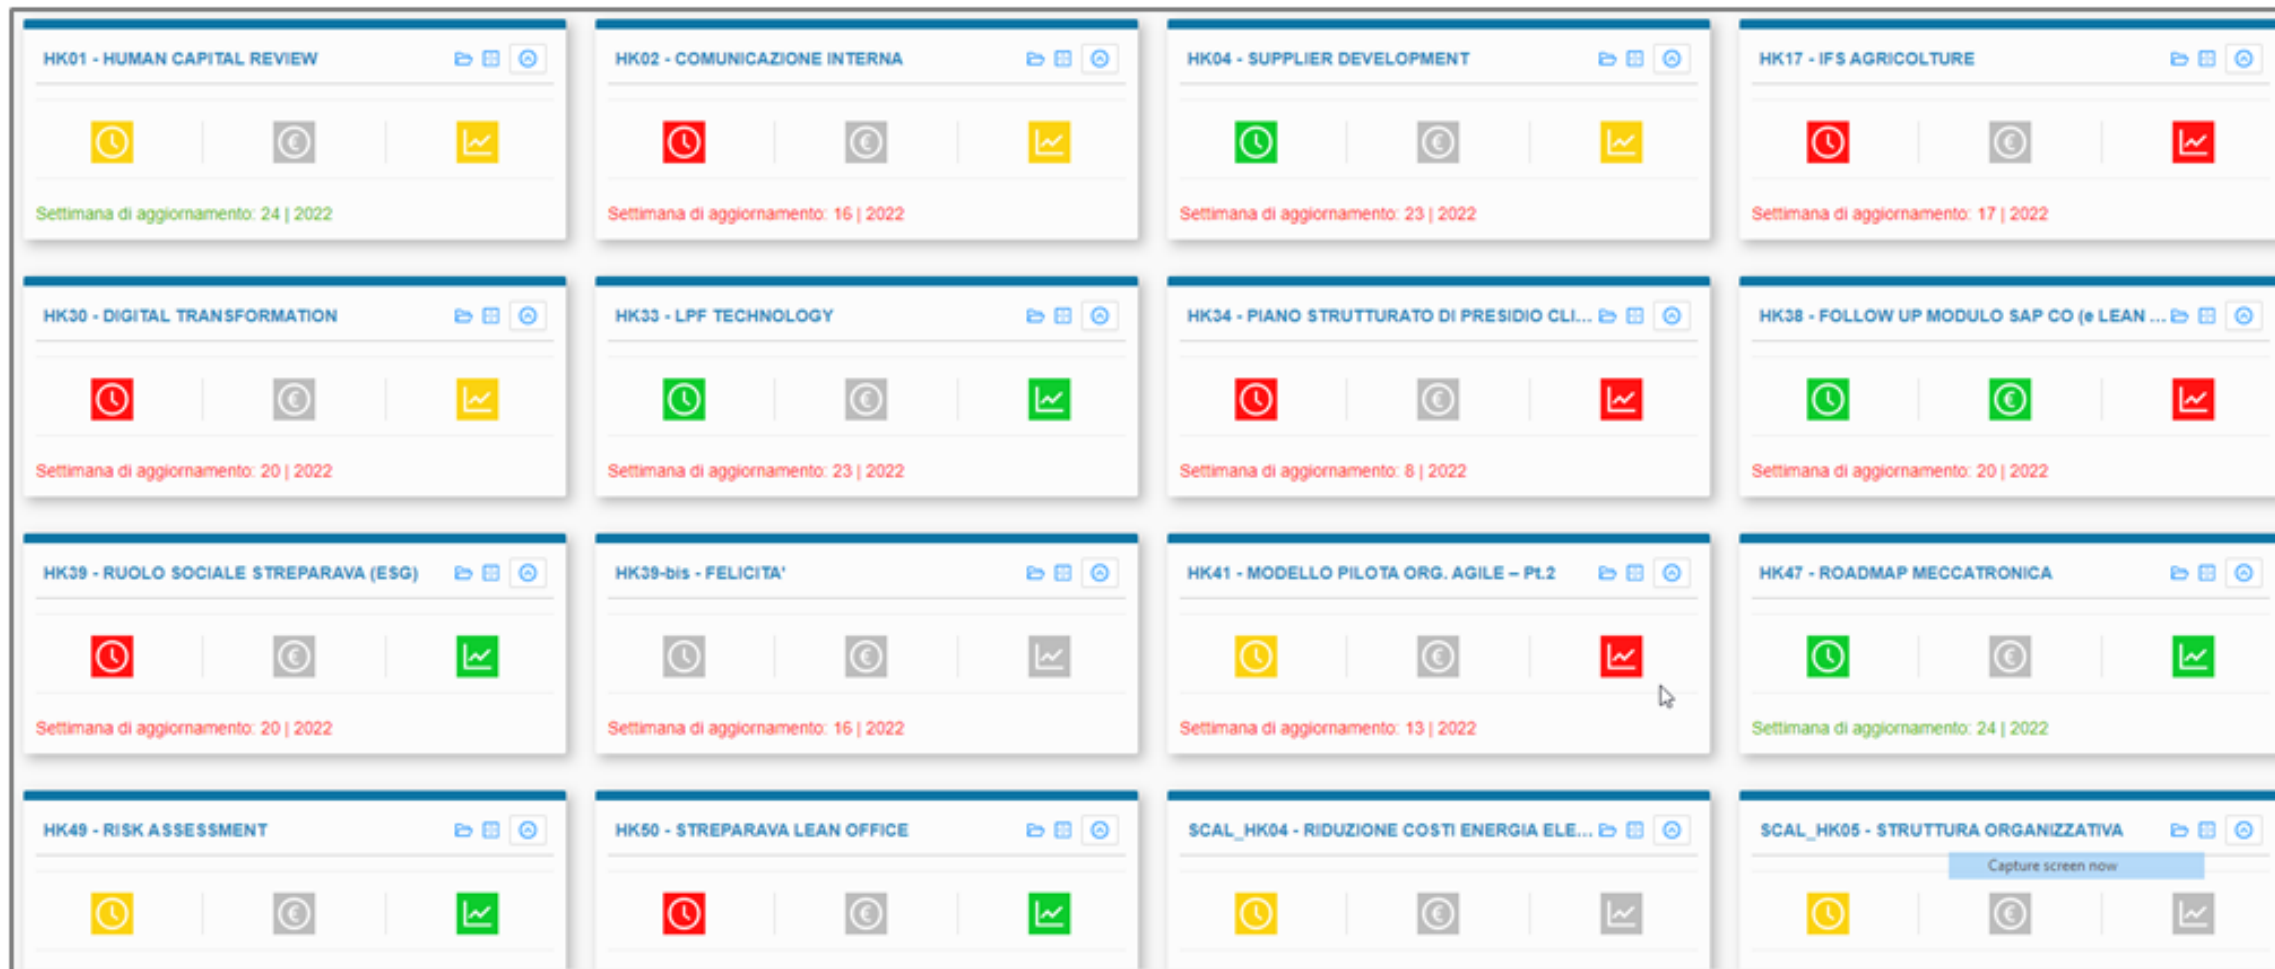 HK01 - HUMAN CAPITAL REVIEW
HK02 - COMUNICAZIONE INTERNA
HK04 - SUPPLIER DEVELOPMENT
HK17 - IFS AGRICOLTURE
Settimana di aggiornamento: 24 | 2022
Settimana di aggiornamento: 16 | 2022
Settimana di aggiornamento: 23 | 2022
Settimana di aggiornamento: 17 | 2022
HK30 - DIGITAL TRANSFORMATION
HK33 - LPF TECHNOLOGY
HK34 - PIANO STRUTTURATO DI PRESIDIO CLI...
HK38 - FOLLOW UP MODULO SAP CO (e LEAN ...
Settimana di aggiornamento: 20 | 2022
Settimana di aggiornamento: 23 | 2022
Settimana di aggiornamento: 8 | 2022
Settimana di aggiornamento: 20 | 2022
HK39 - RUOLO SOCIALE STREPARAVA (ESG)
HK39-bis - FELICITA'
HK41 - MODELLO PILOTA ORG. AGILE – Pt.2
HK47 - ROADMAP MECCATRONICA
Settimana di aggiornamento: 20 | 2022
Settimana di aggiornamento: 16 | 2022
Settimana di aggiornamento: 13 | 2022
Settimana di aggiornamento: 24 | 2022
HK49 - RISK ASSESSMENT
HK50 - STREPARAVA LEAN OFFICE
SCAL_HK04 - RIDUZIONE COSTI ENERGIA ELE...
SCAL_HK05 - STRUTTURA ORGANIZZATIVA
Capture screen now